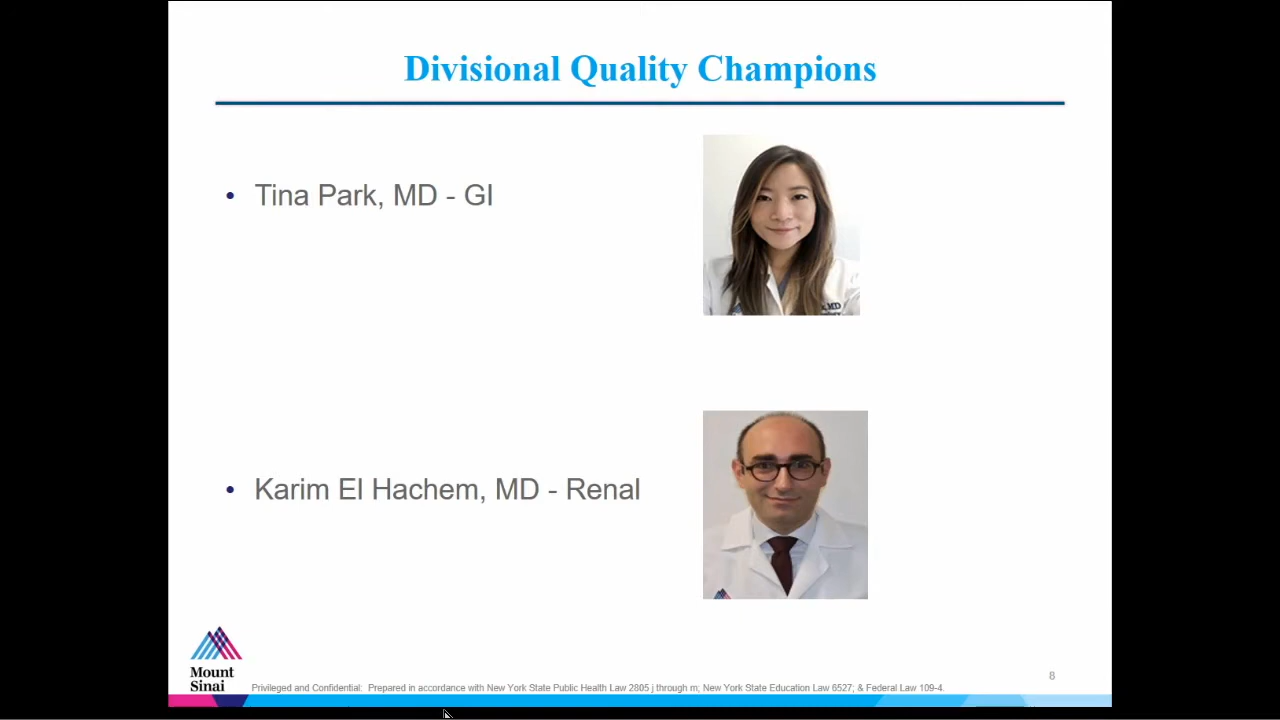 Divisional Quality Champions
• Tina Park, MD - GI
MD
• Karim El Hachem, MD - Renal
Mount
Sinai
Privileged and Confidential: Prepared in accordance with New York State Public Health Law 2805 j through m; New York State Education Law 6527; & Federal Law 109-4.
8